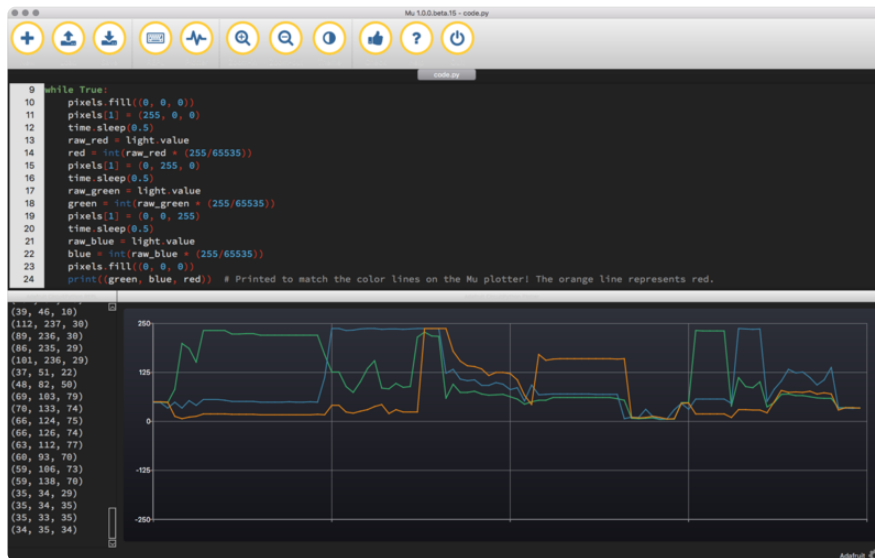 Mu 1.0.0.beta.15 - code.py
code.py
9 while True:
10 pixels.fill((0, 0, 0))
11 pixels[1] = (255, 0, 0)
12 time.sleep(0.5)
13 raw_red = light.value
14 red = int(raw_red * (255/65535))
15 pixels[1] = (0, 255, 0)
16 time.sleep(0.5)
17 raw_green = light.value
18 green = int(raw_green * (255/65535))
19 pixels[1] = (0, 0, 255)
20 time.sleep(0.5)
21 raw_blue = light.value
22 blue = int(raw_blue * (255/65535))
23 pixels.fill((0, 0, 0))
24 print((green, blue, red)) # Printed to match the color lines on the Mu plotter! The orange line represents red.
(39, 46, 10)
(112, 237, 30)
(89, 236, 30)
(86, 235, 29)
(101, 236, 29)
(37, 51, 22)
(48, 82, 50)
(69, 103, 79)
(70, 133, 74)
(66, 124, 75)
(66, 126, 74)
(63, 112, 77)
(60, 93, 70)
(59, 106, 73)
(59, 138, 70)
(35, 34, 29)
(35, 34, 35)
(35, 33, 35)
(34, 35, 34)
250
125
0
-125
-250
Adafruit